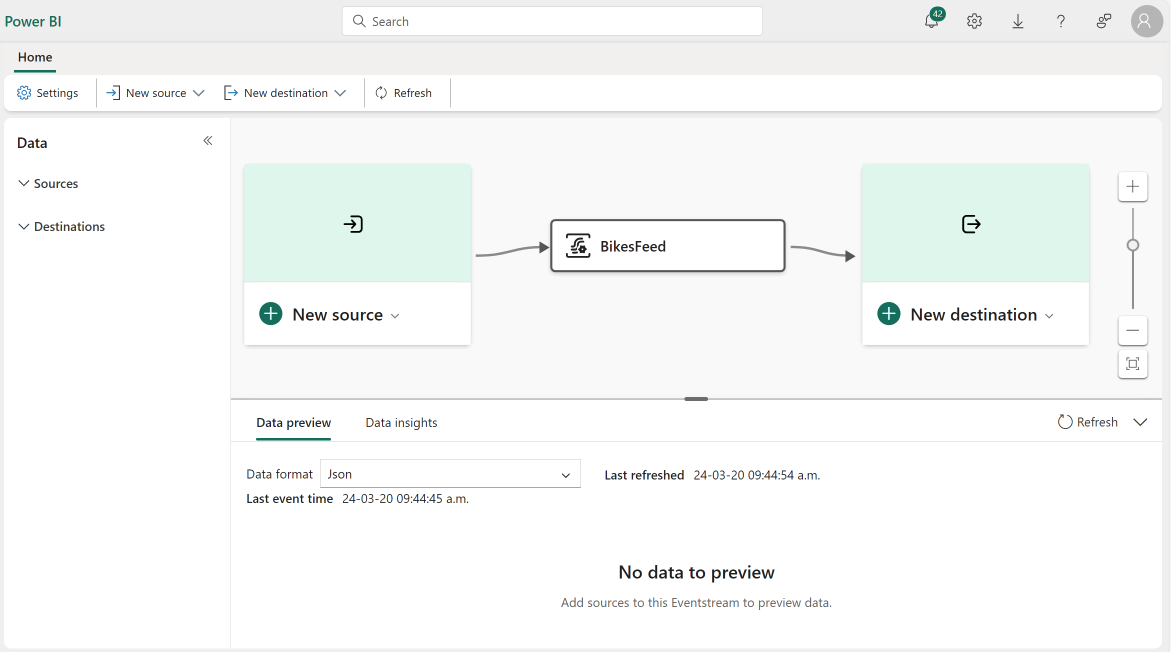 Power BI
Search
42
Home
Settings
New source
New destination
Refresh
Data
Sources
Destinations
New source
BikesFeed
New destination
Data preview
Data insights
Refresh
Data format
Json
Last refreshed 24-03-20 09:44:54 a.m.
Last event time 24-03-20 09:44:45 a.m.
No data to preview
Add sources to this Eventstream to preview data.